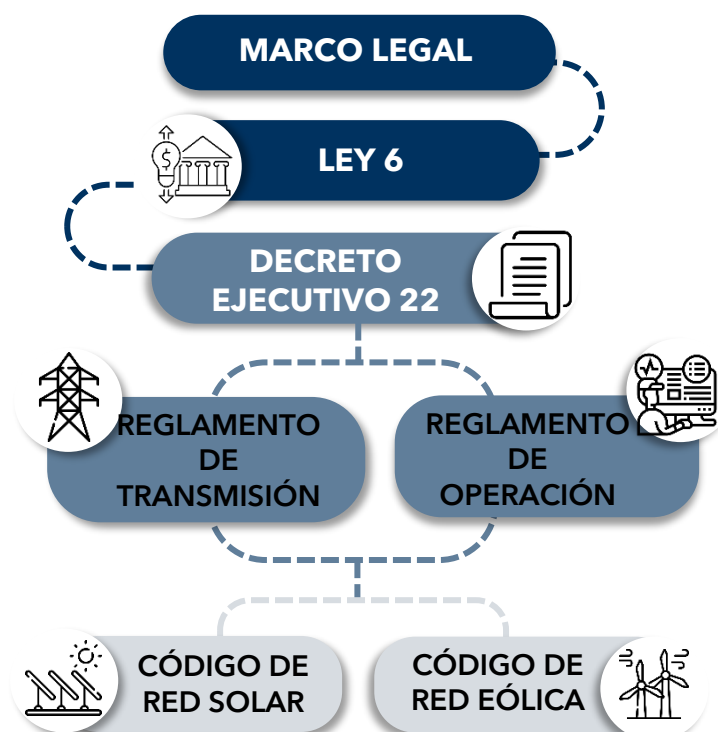 MARCO LEGAL
LEY 6
DECRETO
EJECUTIVO 22
REGLAMENTO
DE
TRANSMISIÓN
REGLAMENTO
DE
OPERACIÓN
CÓDIGO DE
RED SOLAR
CÓDIGO DE
RED EÓLICA